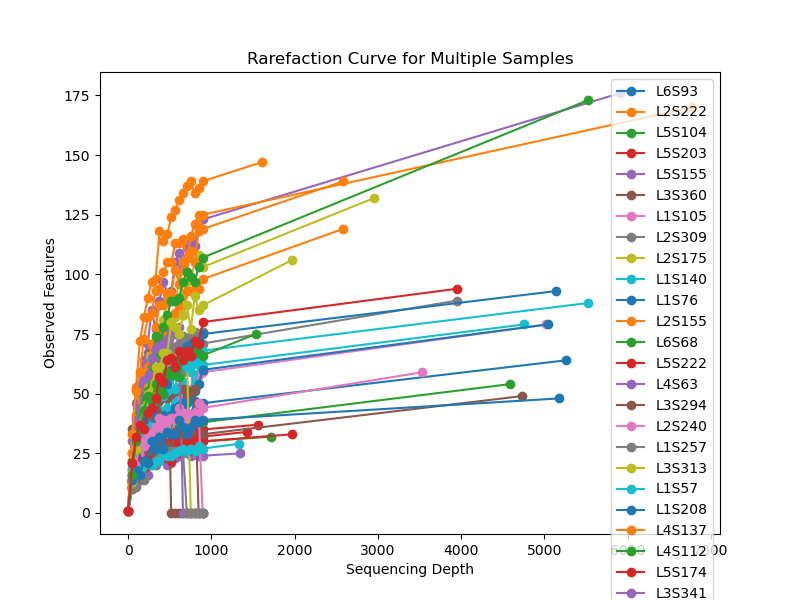 Rarefaction Curve for Multiple Samples
Observed Features
175
150
125
100
75
50
25
0
0
1000
2000
3000
4000
5000
6000
7000
Sequencing Depth
L6S93
L2S222
L5S104
L5S203
L5S155
L3S360
L1S105
L2S309
L2S175
L1S140
L1S76
L2S155
L6S68
L5S222
L4S63
L3S294
L2S240
L1S257
L3S313
L1S57
L1S208
L4S137
L4S112
L5S174
L3S341